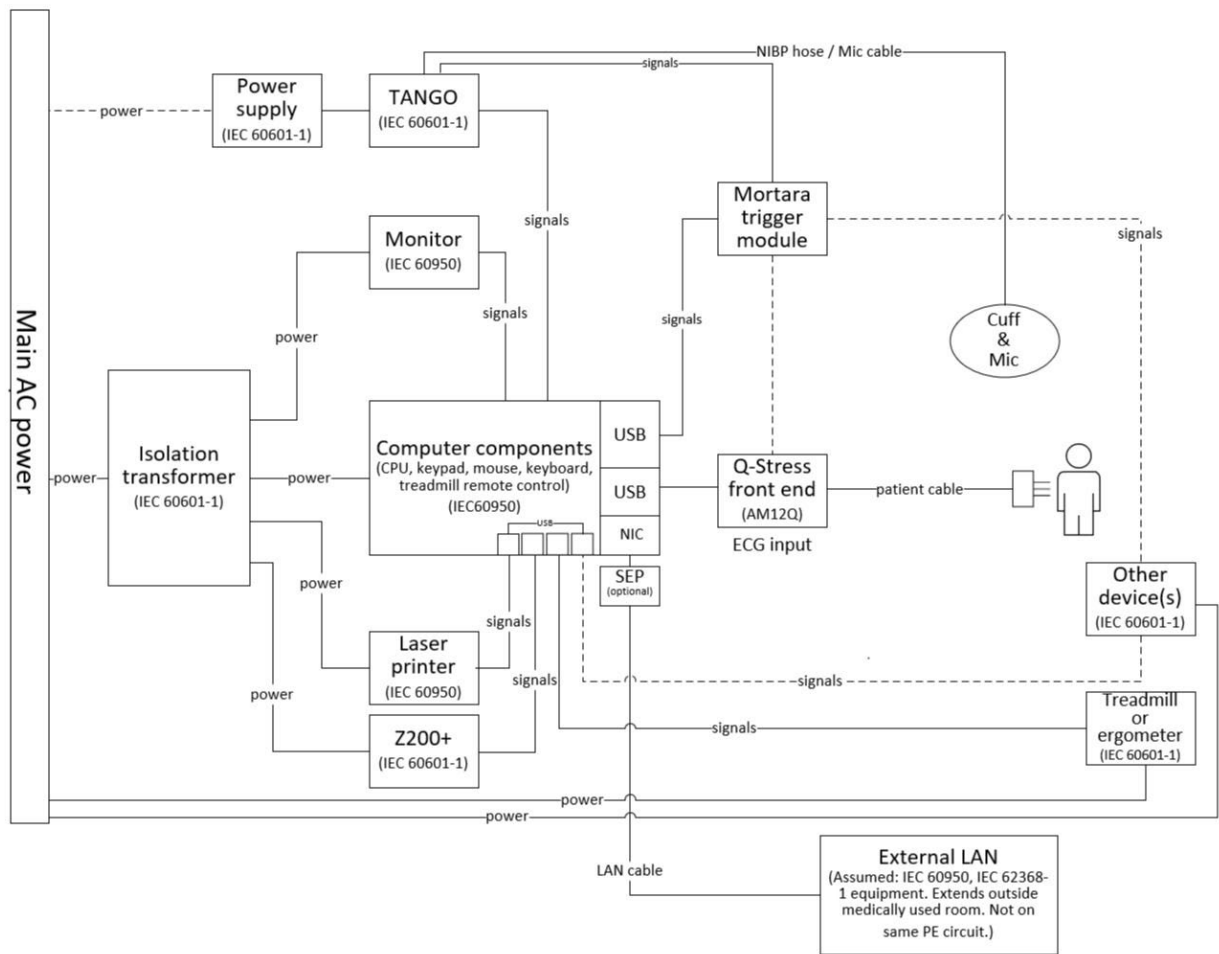 Main AC power
NIBP hose / Mic cable
signals
Power
supply
(IEC 60601-1)
power
TANGO
(IEC 60601-1)
Mortara
trigger
module
signals
signals
Monitor
(IEC 60950)
signals
signals
power
Cuff
&
Mic
Isolation
transformer
(IEC 60601-1)
power
power
Computer components
(CPU, keypad, mouse, keyboard,
treadmill remote control)
(IEC60950)
USB
USB
USB
NIC
Q-Stress
front end
(AM12Q)
ECG input
patient cable
SEP
(optional)
power
signals
Other
device(s)
(IEC 60601-1)
Laser
printer
(IEC 60950)
signals
signals
power
Z200+
(IEC 60601-1)
signals
Treadmill
or
ergometer
(IEC 60601-1)
power
power
LAN cable
External LAN
(Assumed: IEC 60950, IEC 62368-
1 equipment. Extends outside
medically used room. Not on
same PE circuit.)